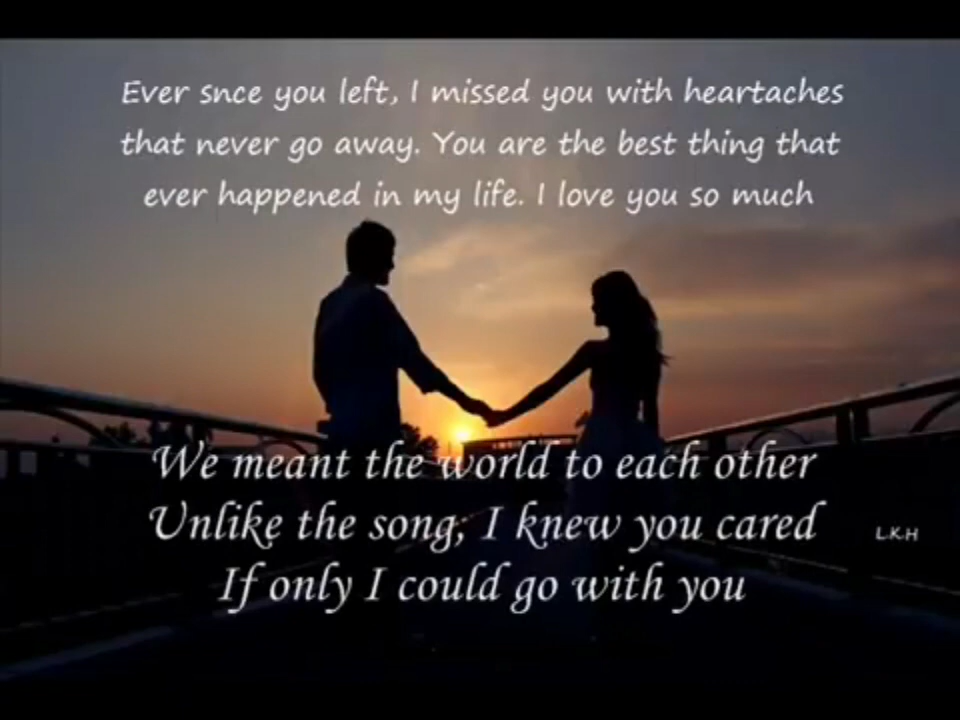 Ever snce you left, I missed you with heartaches
that never go away. You are the best thing that
ever happened in my life. I love you so much
We meant the world to each other
Unlike the song, I knew you cared
L.K.H
If only I could go with you